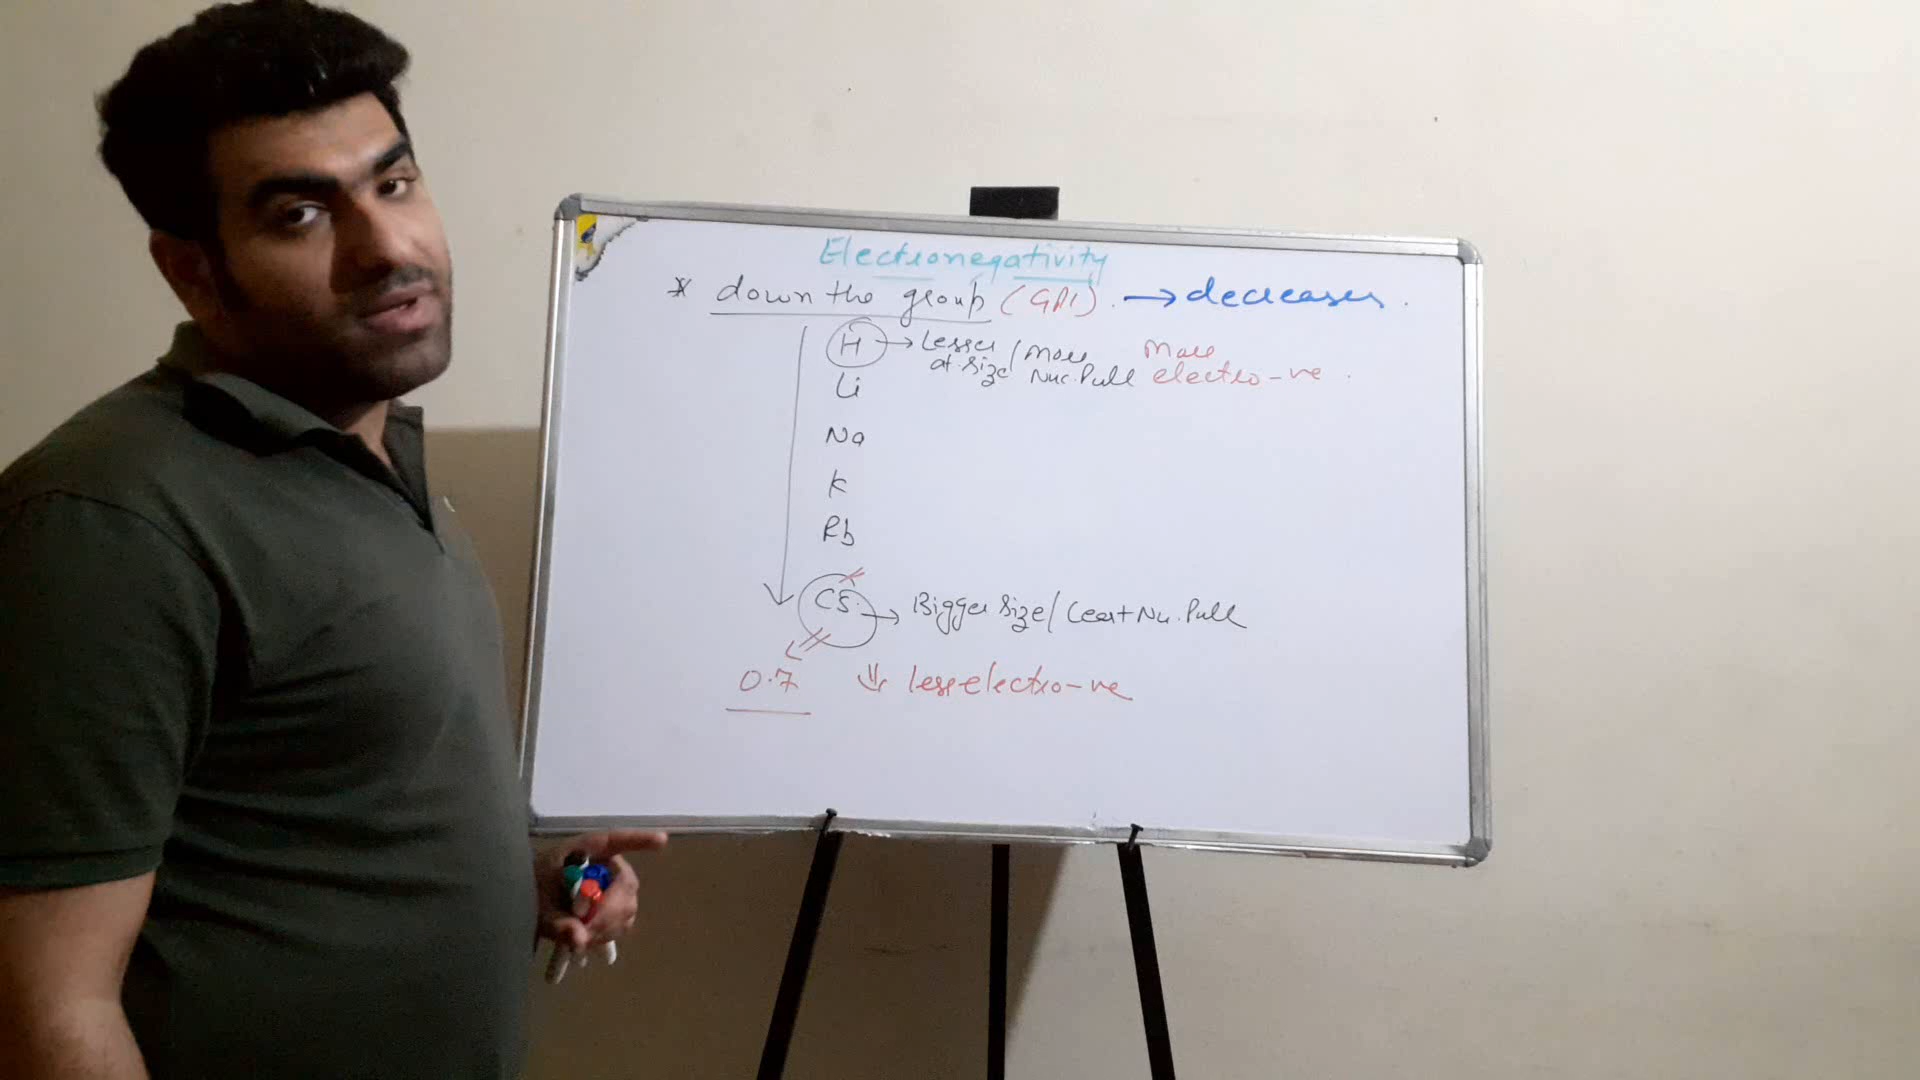 Electronegativity
* down the group (GP1). → decreases.
H → Lesser at.size / More Nuc.Pull More electro-ve.
Li
Na
K
Rb
Cs. → Bigger size / Least Nu. Pull
0.7 ⇓ less electro-ve